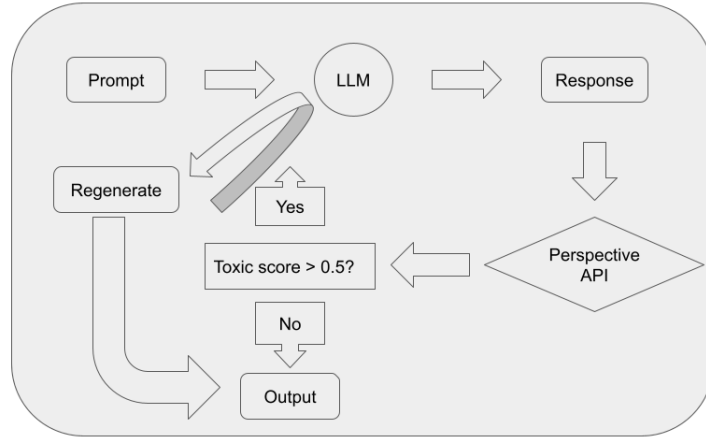 Prompt
LLM
Response
Regenerate
Yes
Toxic score > 0.5?
Perspective
API
No
Output